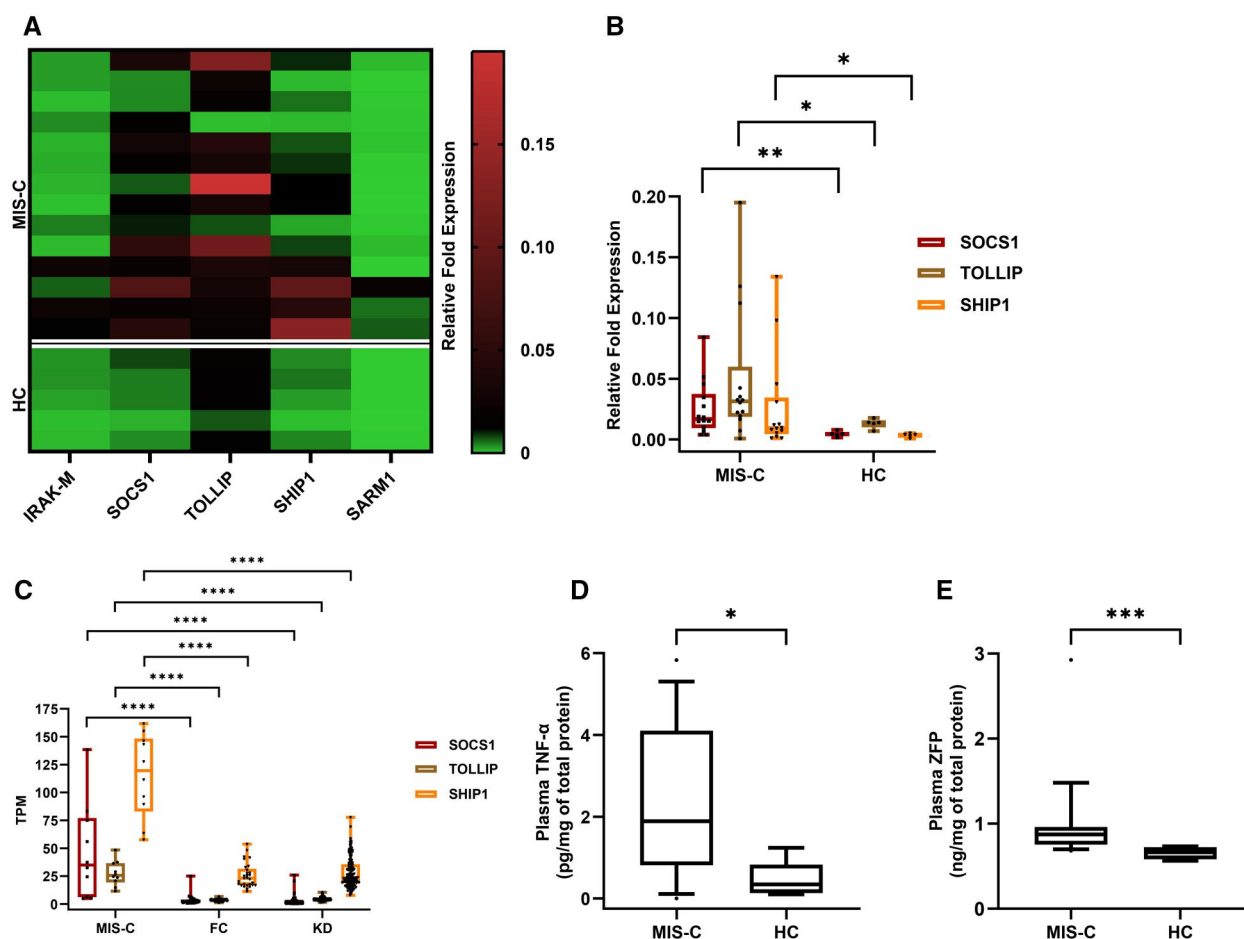 A
MIS-C
HC
IRAK-M
SOCS1
TOLLIP
SHIP1
SARM1
0.15
0.10
0.05
0
Relative Fold Expression
B
*
*
**
0.20
0.15
0.10
0.05
0.00
Relative Fold Expression
MIS-C
HC
SOCS1
TOLLIP
SHIP1
C
****
****
****
****
****
****
175
150
125
100
75
50
25
0
TPM
MIS-C
FC
KD
SOCS1
TOLLIP
SHIP1
D
*
6
4
2
0
Plasma TNF-α
(pg/mg of total protein)
MIS-C
HC
E
***
3
2
1
0
Plasma ZFP
(ng/mg of total protein)
MIS-C
HC